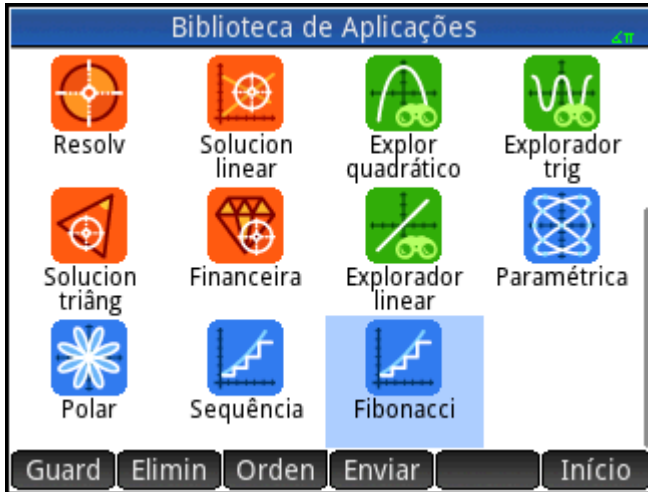 Biblioteca de Aplicações
∡π
Resolv
Solucion
linear
Explor
quadrático
Explorador
trig
Solucion
triâng
Financeira
Explorador
linear
Paramétrica
Polar
Sequência
Fibonacci
Guard Elimin Orden Enviar Início